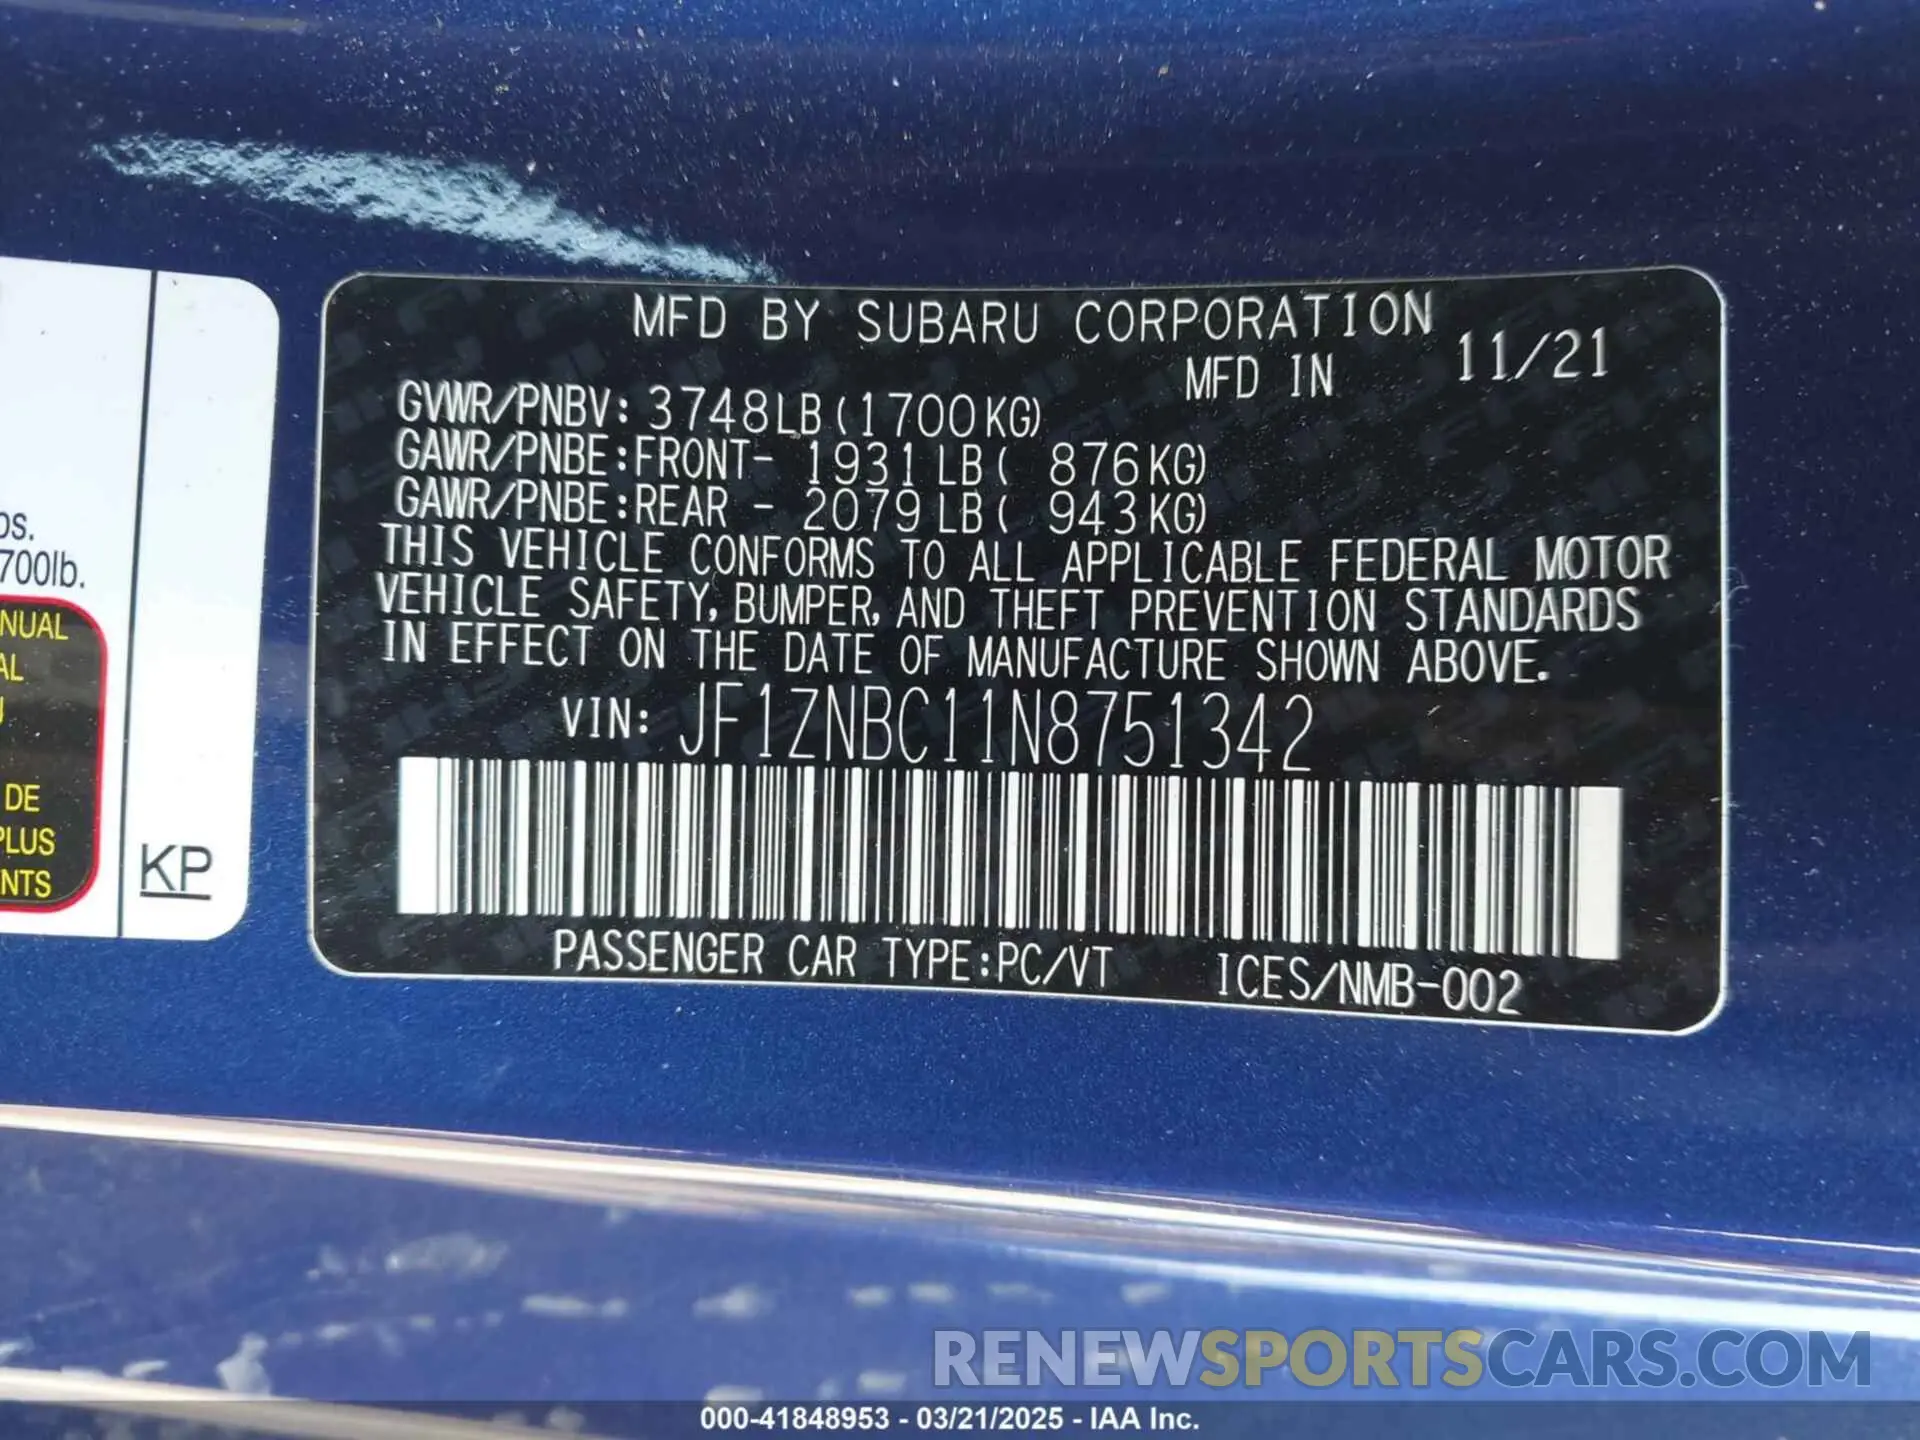 MFD BY SUBARU CORPORATION
MFD IN 11/21
GVWR/PNBV: 3748LB(1700KG)
GAWR/PNBE:FRONT- 1931LB( 876KG)
GAWR/PNBE:REAR - 2079LB( 943KG)
THIS VEHICLE CONFORMS TO ALL APPLICABLE FEDERAL MOTOR
VEHICLE SAFETY, BUMPER, AND THEFT PREVENTION STANDARDS
IN EFFECT ON THE DATE OF MANUFACTURE SHOWN ABOVE.
VIN: JF1ZNBC11N8751342
PASSENGER CAR TYPE:PC/VT ICES/NMB-002
700lb.
DE
PLUS
KP
RENEWSPORTSCARS.COM
000-41848953 - 03/21/2025 - IAA Inc.